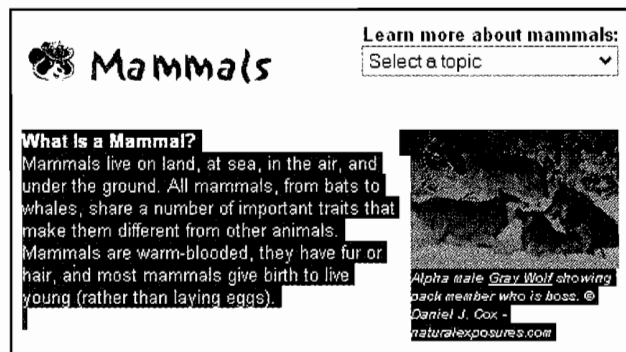 Mammals
Learn more about mammals:
Select a topic
What Is a Mammal?
Mammals live on land, at sea, in the air, and
under the ground. All mammals, from bats to
whales, share a number of important traits that
make them different from other animals.
Mammals are warm-blooded, they have fur or
hair, and most mammals give birth to live
young (rather than laying eggs).
Alpha male Gray Wolf showing
pack member who is boss. ©
Daniel J. Cox -
naturalexposures.com